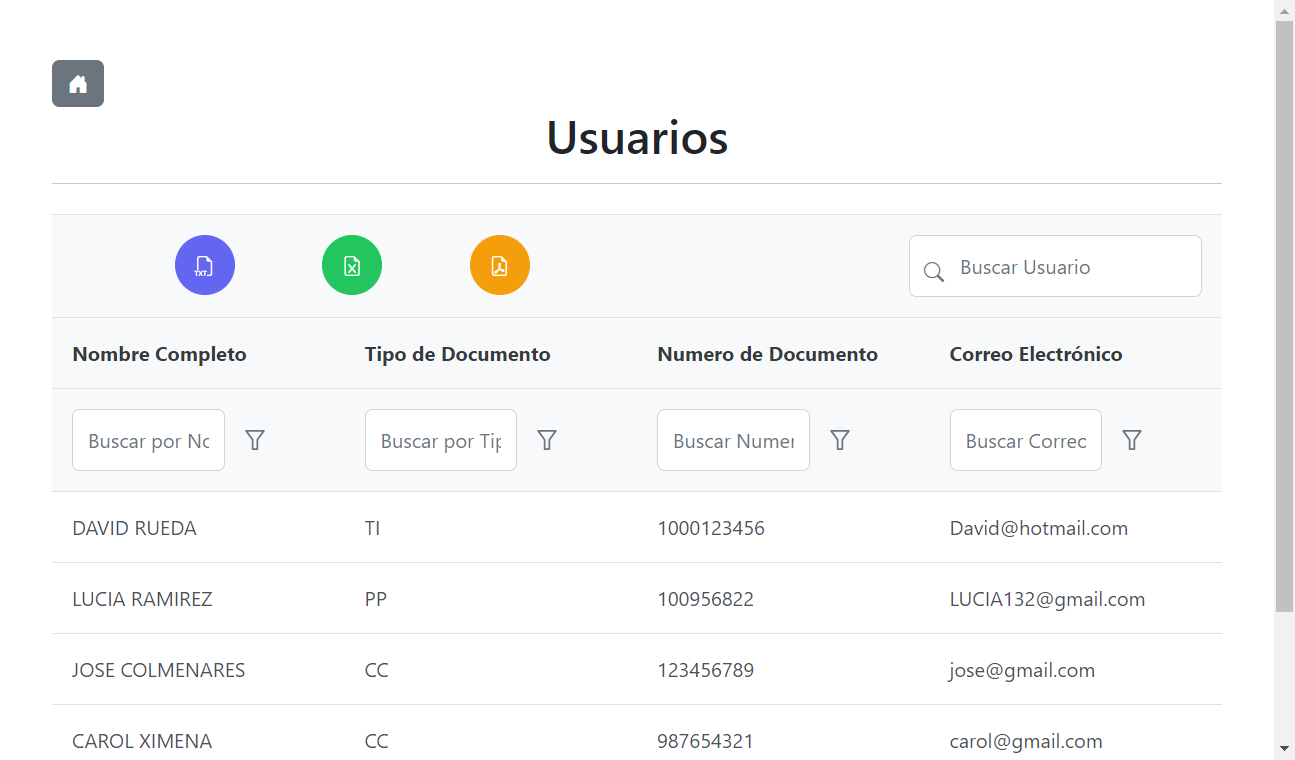 Usuarios
TXT
X
Buscar Usuario
Nombre Completo Tipo de Documento Numero de Documento Correo Electrónico
Buscar por No Buscar por Tip Buscar Numer Buscar Correc
DAVID RUEDA TI 1000123456 David@hotmail.com
LUCIA RAMIREZ PP 100956822 LUCIA132@gmail.com
JOSE COLMENARES CC 123456789 jose@gmail.com
CAROL XIMENA CC 987654321 carol@gmail.com